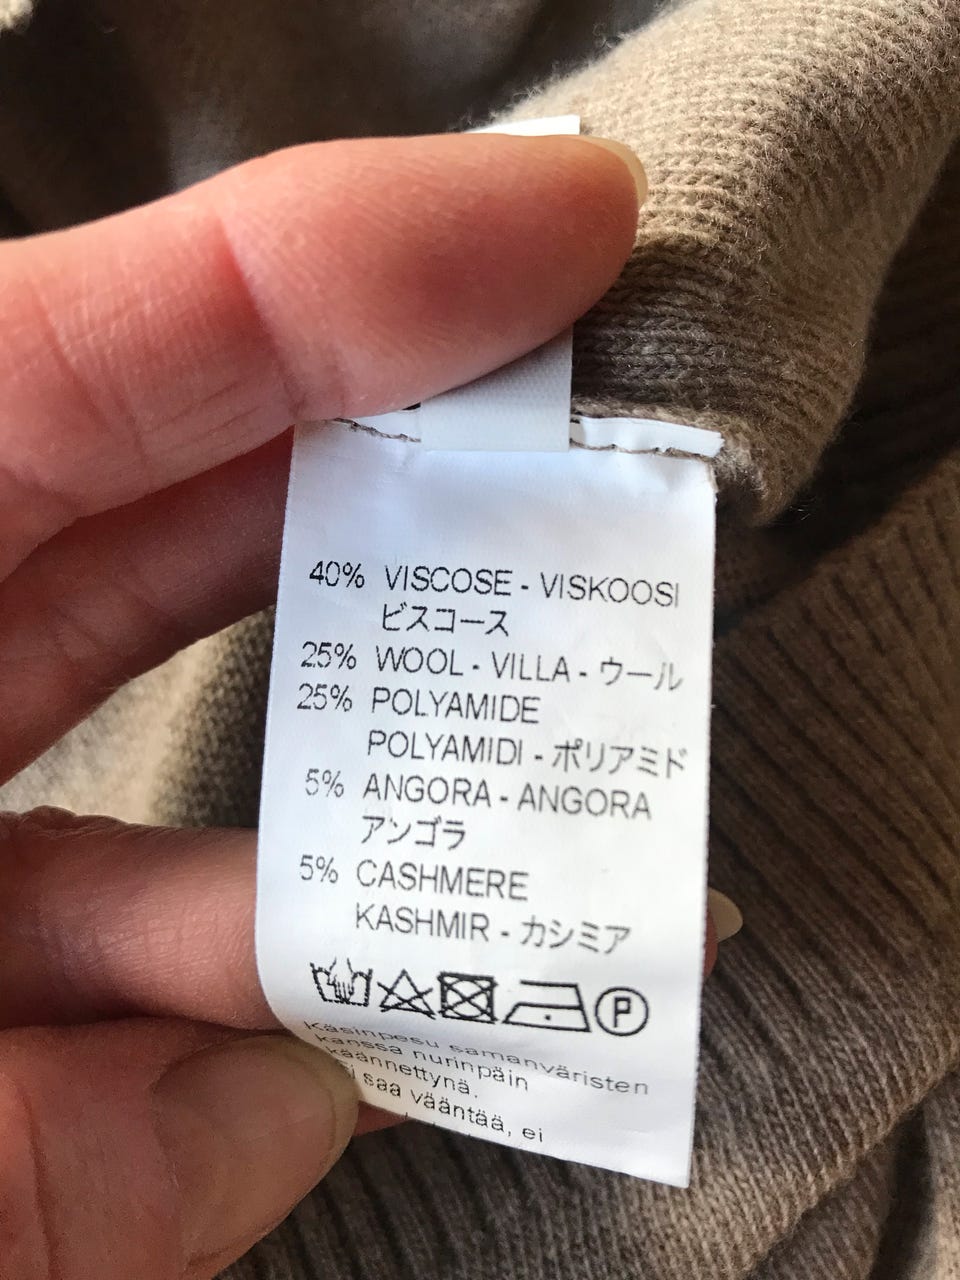 40% VISCOSE - VISKOOSI
ビスコース
25% WOOL - VILLA - ウール
25% POLYAMIDE
POLYAMIDI - ポリアミド
5% ANGORA - ANGORA
アンゴラ
5% CASHMERE
KASHMIR - カシミア
P
Käsinpesu samanväristen
kanssa nurinpäin
käännettynä.
saa vääntää, ei